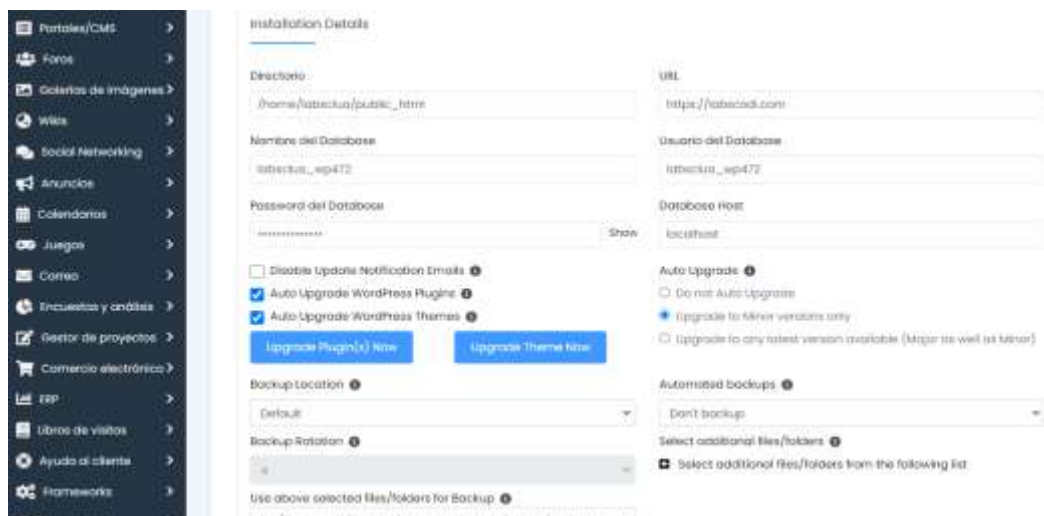 Portales/CMS
Foros
Galerías de imágenes
Wikis
Social Networking
Anuncios
Calendarios
Juegos
Correo
Encuestas y análisis
Gestor de proyectos
Comercio electrónico
ERP
Libros de visitas
Ayuda al cliente
Frameworks
Installation Details
Directorio
URL
/home/labsclua/public_html
https://labscodi.com
Nombre del Database
Usuario del Database
labsclua_wp472
labsclua_wp472
Password del Database
Database Host
Show
localhost
Disable Update Notification Emails
Auto Upgrade
Auto Upgrade WordPress Plugins
Do not Auto Upgrade
Auto Upgrade WordPress Themes
Upgrade to Minor versions only
Upgrade Plugin(s) Now
Upgrade Theme Now
Upgrade to any latest version available (Major as well as Minor)
Backup Location
Automated backups
Default
Don't backup
Backup Rotation
Select additional files/folders
4
Select additional files/folders from the following list
Use above selected files/folders for Backup